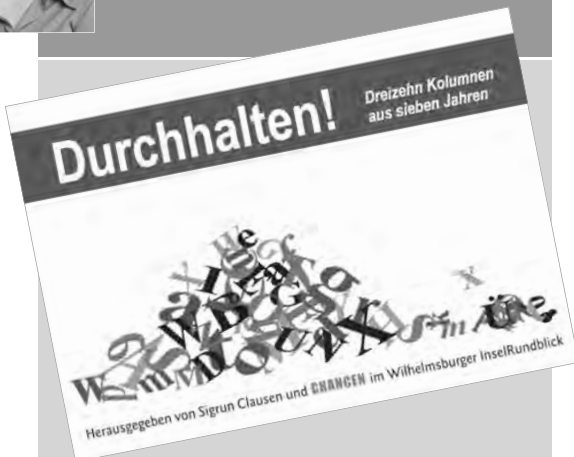 Durchhalten!
Dreizehn Kolumnen
aus sieben Jahren
Herausgegeben von Sigrun Clausen und CHANCEN im Wilhelmsburger InselRundblick